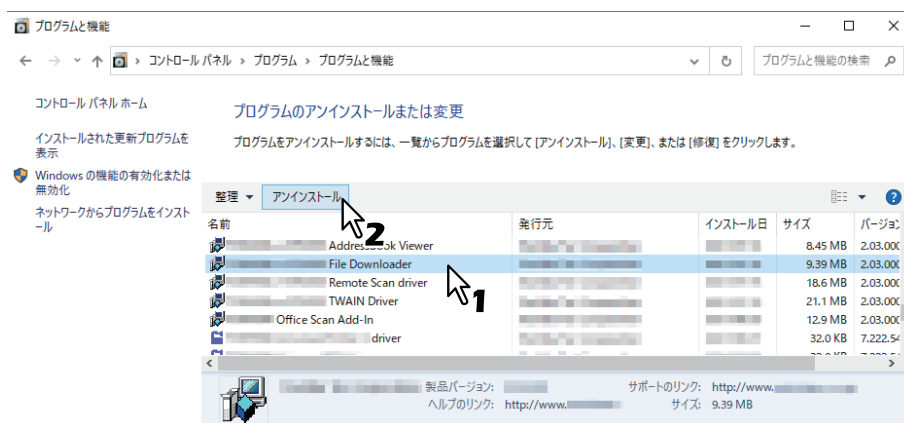 プログラムと機能
コントロール パネル › プログラム › プログラムと機能
プログラムと機能の検索
コントロール パネル ホーム
インストールされた更新プログラムを
表示
Windows の機能の有効化または
無効化
ネットワークからプログラムをインスト
ール
プログラムのアンインストールまたは変更
プログラムをアンインストールするには、一覧からプログラムを選択して [アンインストール]、[変更]、または [修復] をクリックします。
整理 アンインストール
2
名前 発行元 インストール日 サイズ バージョン
AddressBook Viewer 8.45 MB 2.03.000
File Downloader 9.39 MB 2.03.000
1
Remote Scan driver 18.6 MB 2.03.000
TWAIN Driver 21.1 MB 2.03.000
Office Scan Add-In 12.9 MB 2.03.000
driver 32.0 KB 7.222.54
製品バージョン: サポートのリンク: http://www.
ヘルプのリンク: http://www. サイズ: 9.39 MB